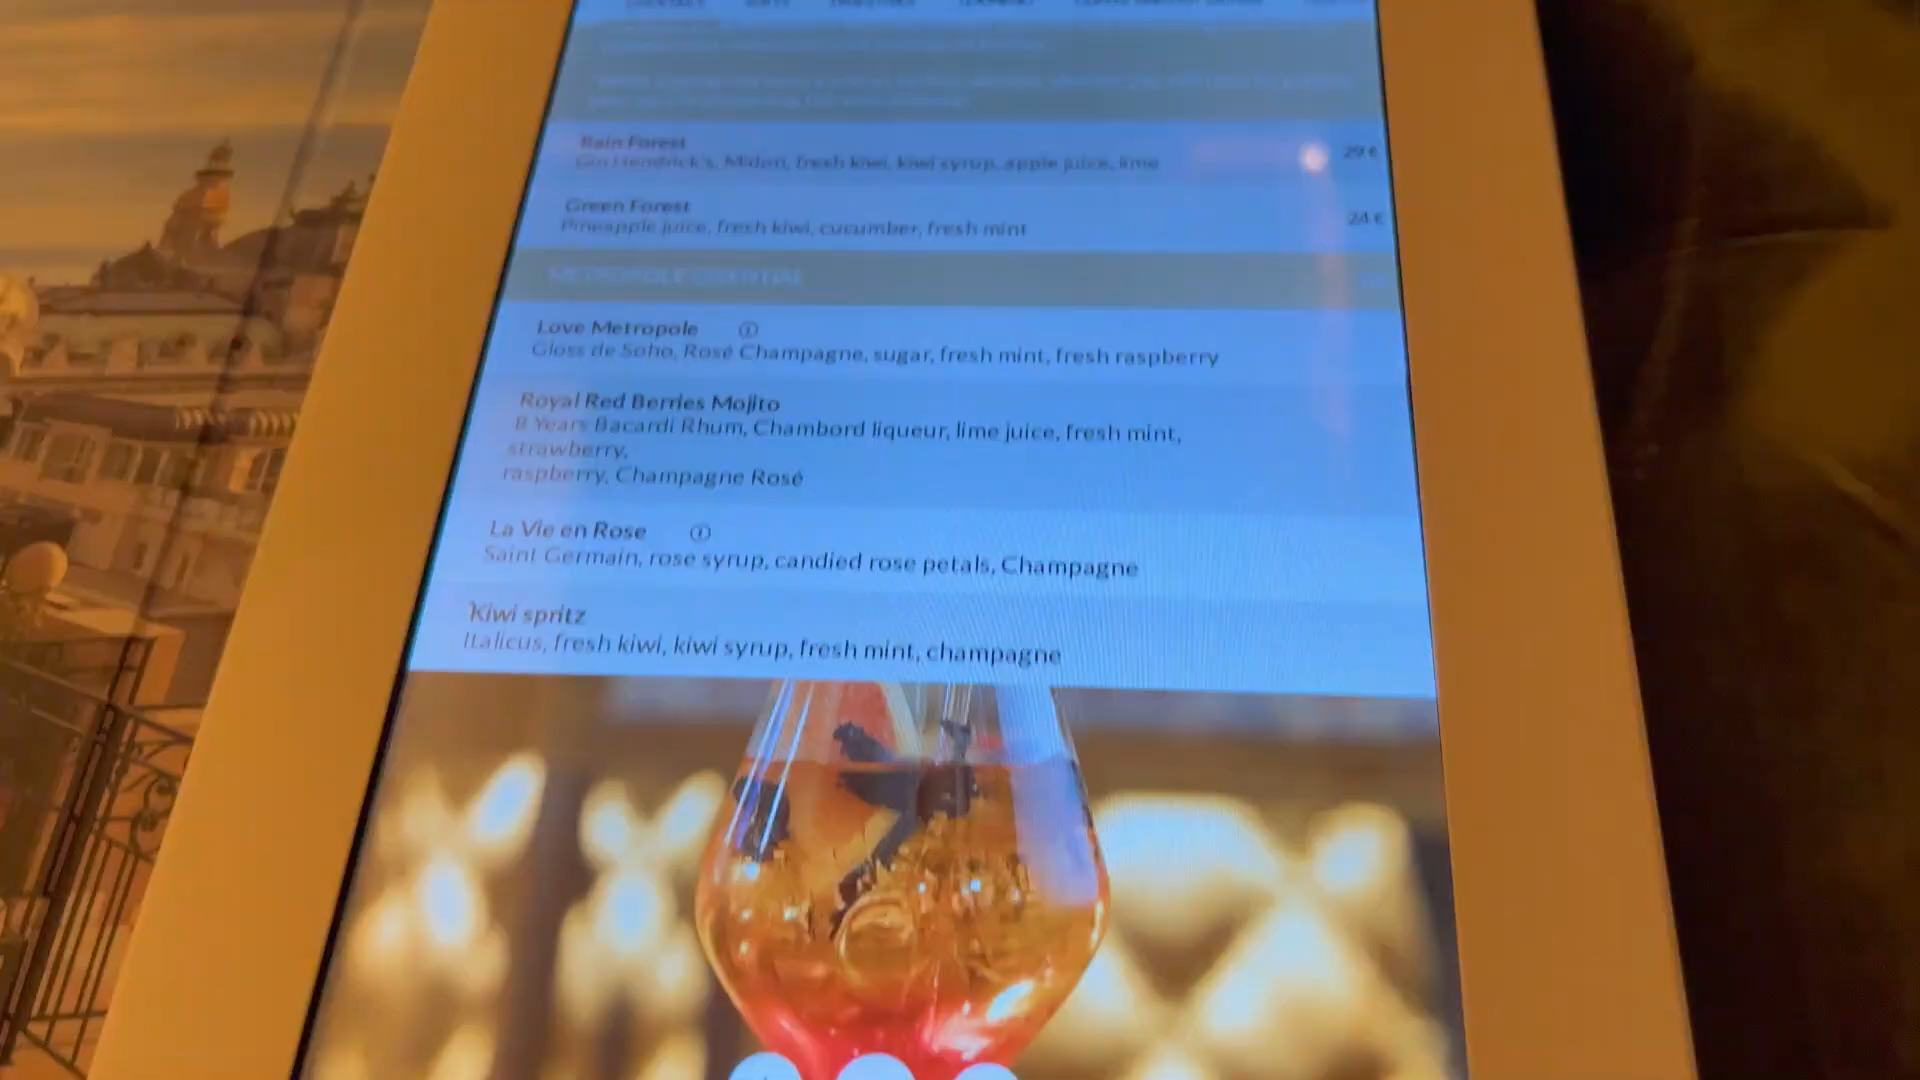 Rain Forest
Gin Hendrick's, Midori, fresh kiwi, kiwi syrup, apple juice, lime
29 €
Green Forest
Pineapple juice, fresh kiwi, cucumber, fresh mint
24 €
METROPOLE ESSENTIAL
Love Metropole
Gloss de Soho, Rosé Champagne, sugar, fresh mint, fresh raspberry
Royal Red Berries Mojito
8 Years Bacardi Rhum, Chambord liqueur, lime juice, fresh mint,
strawberry,
raspberry, Champagne Rosé
La Vie en Rose
Saint Germain, rose syrup, candied rose petals, Champagne
Kiwi spritz
Italicus, fresh kiwi, kiwi syrup, fresh mint, champagne